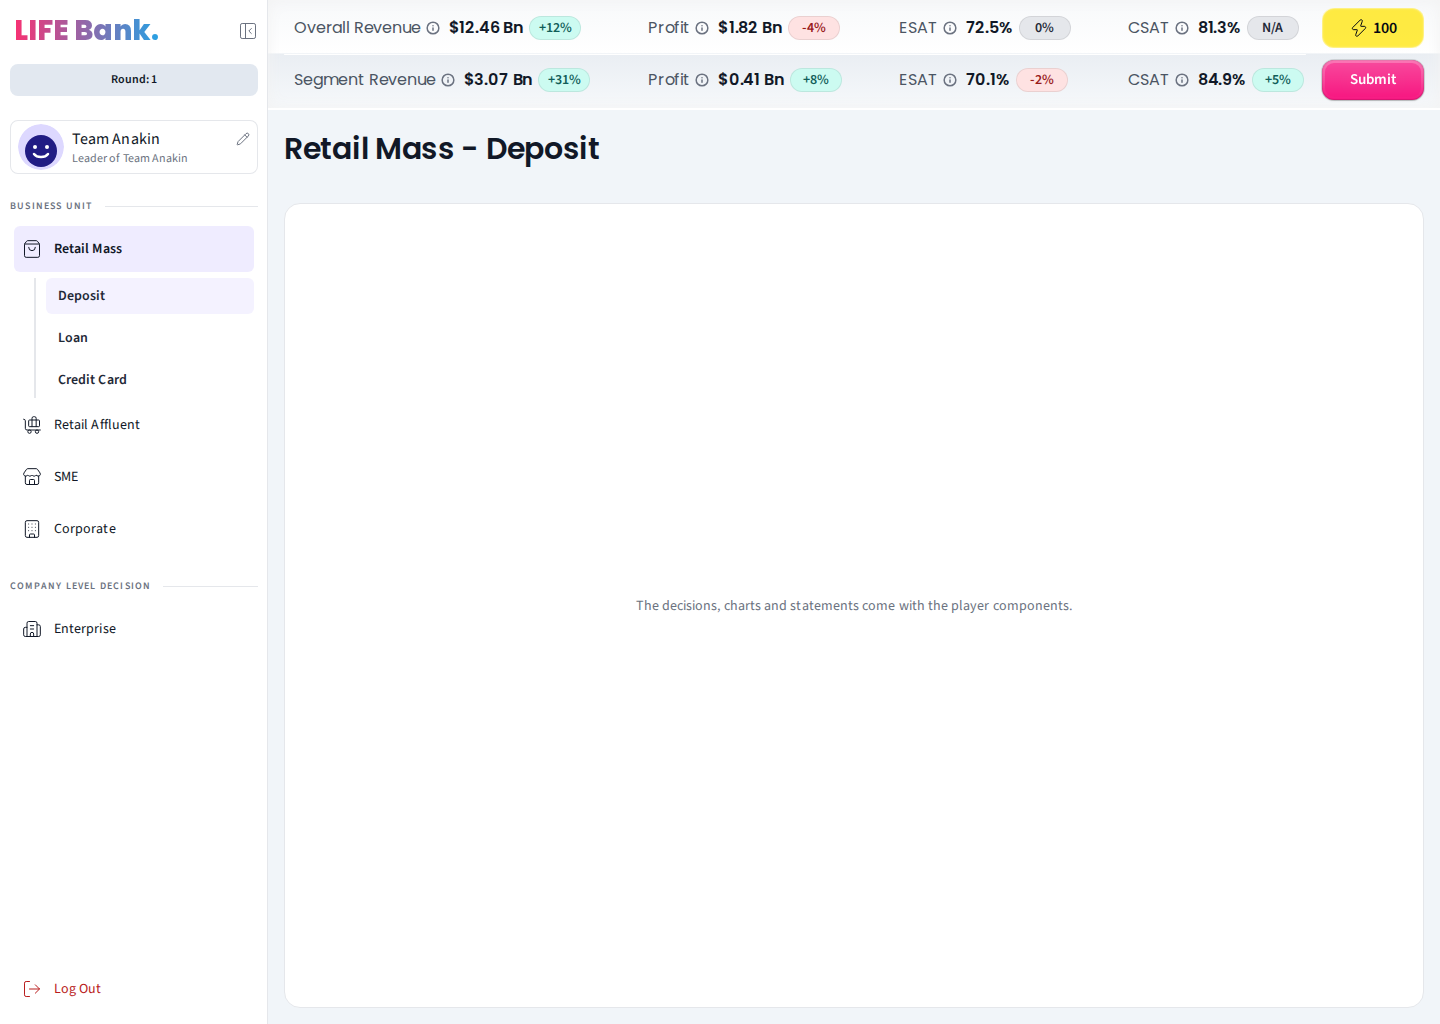 LIFE Bank.
Round: 1
Team Anakin
Leader of Team Anakin
BUSINESS UNIT
Retail Mass
Deposit
Loan
Credit Card
Retail Affluent
SME
Corporate
COMPANY LEVEL DECISION
Enterprise
Log Out
Overall Revenue $12.46 Bn +12% Profit $1.82 Bn -4% ESAT 72.5% 0% CSAT 81.3% N/A 100
Segment Revenue $3.07 Bn +31% Profit $0.41 Bn +8% ESAT 70.1% -2% CSAT 84.9% +5% Submit
Retail Mass - Deposit
The decisions, charts and statements come with the player components.